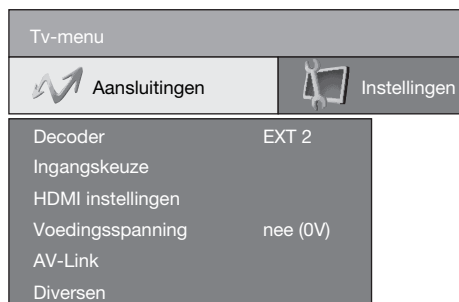 Tv-menu
Aansluitingen Instellingen
Decoder EXT 2
Ingangskeuze
HDMI instellingen
Voedingsspanning nee (0V)
AV-Link
Diversen